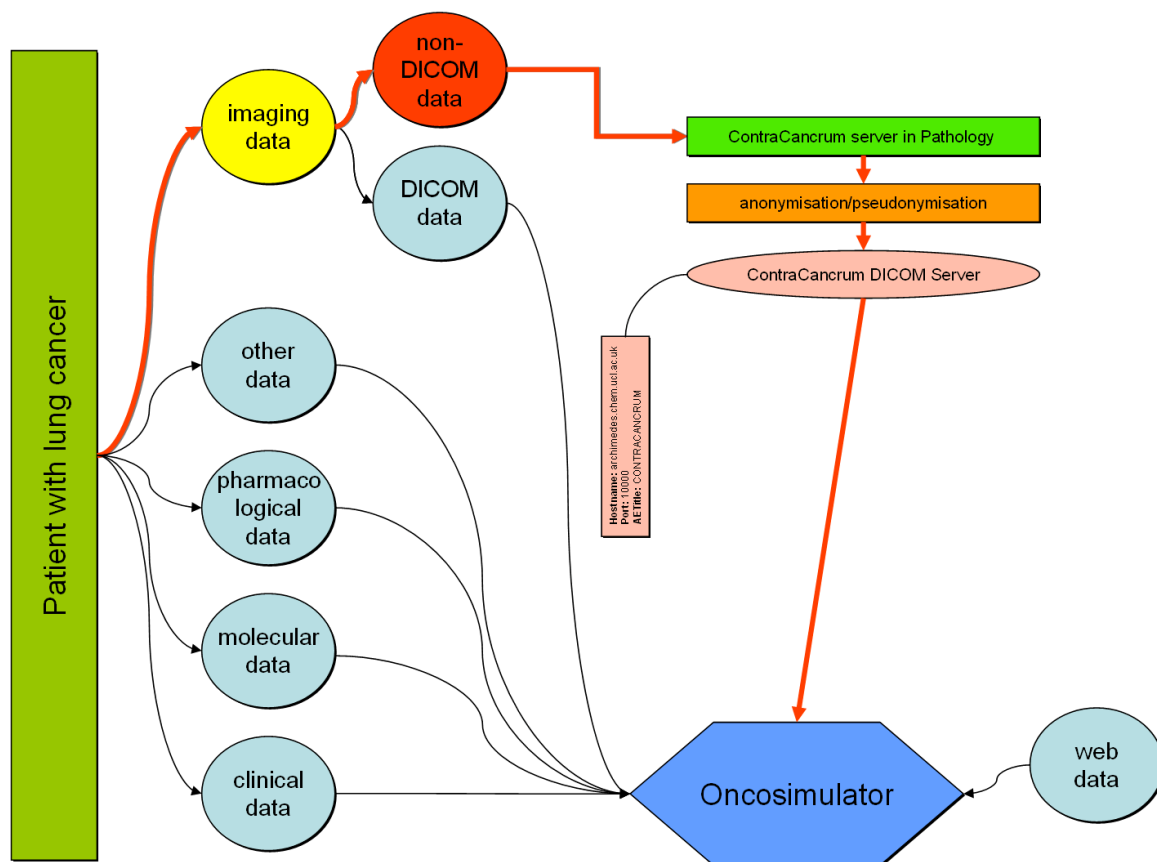 Patient with lung cancer
non-
DICOM
data
imaging
data
ContraCancrum server in Pathology
DICOM
data
anonymisation/pseudonymisation
ContraCancrum DICOM Server
other
data
Hostname: archimedes.chem.ucl.ac.uk
Port: 10000
AETitle: CONTRACANCRUM
pharmaco
logical
data
molecular
data
clinical
data
Oncosimulator
web
data